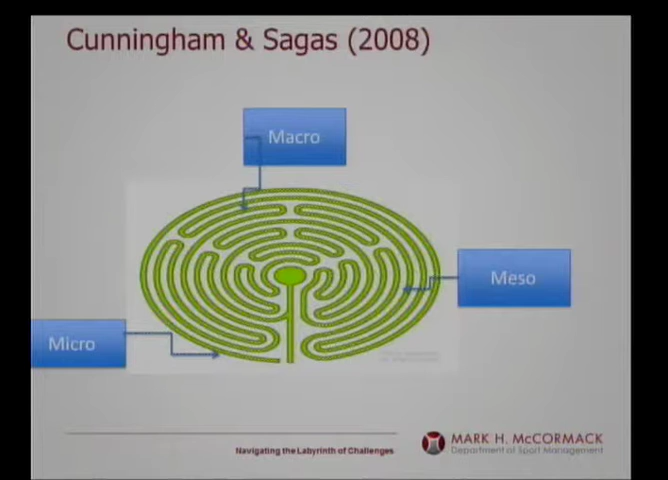 Cunningham & Sagas (2008)
Macro
Meso
Micro
Navigating the Labyrinth of Challenges
MARK H. McCORMACK
Department of Sport Management